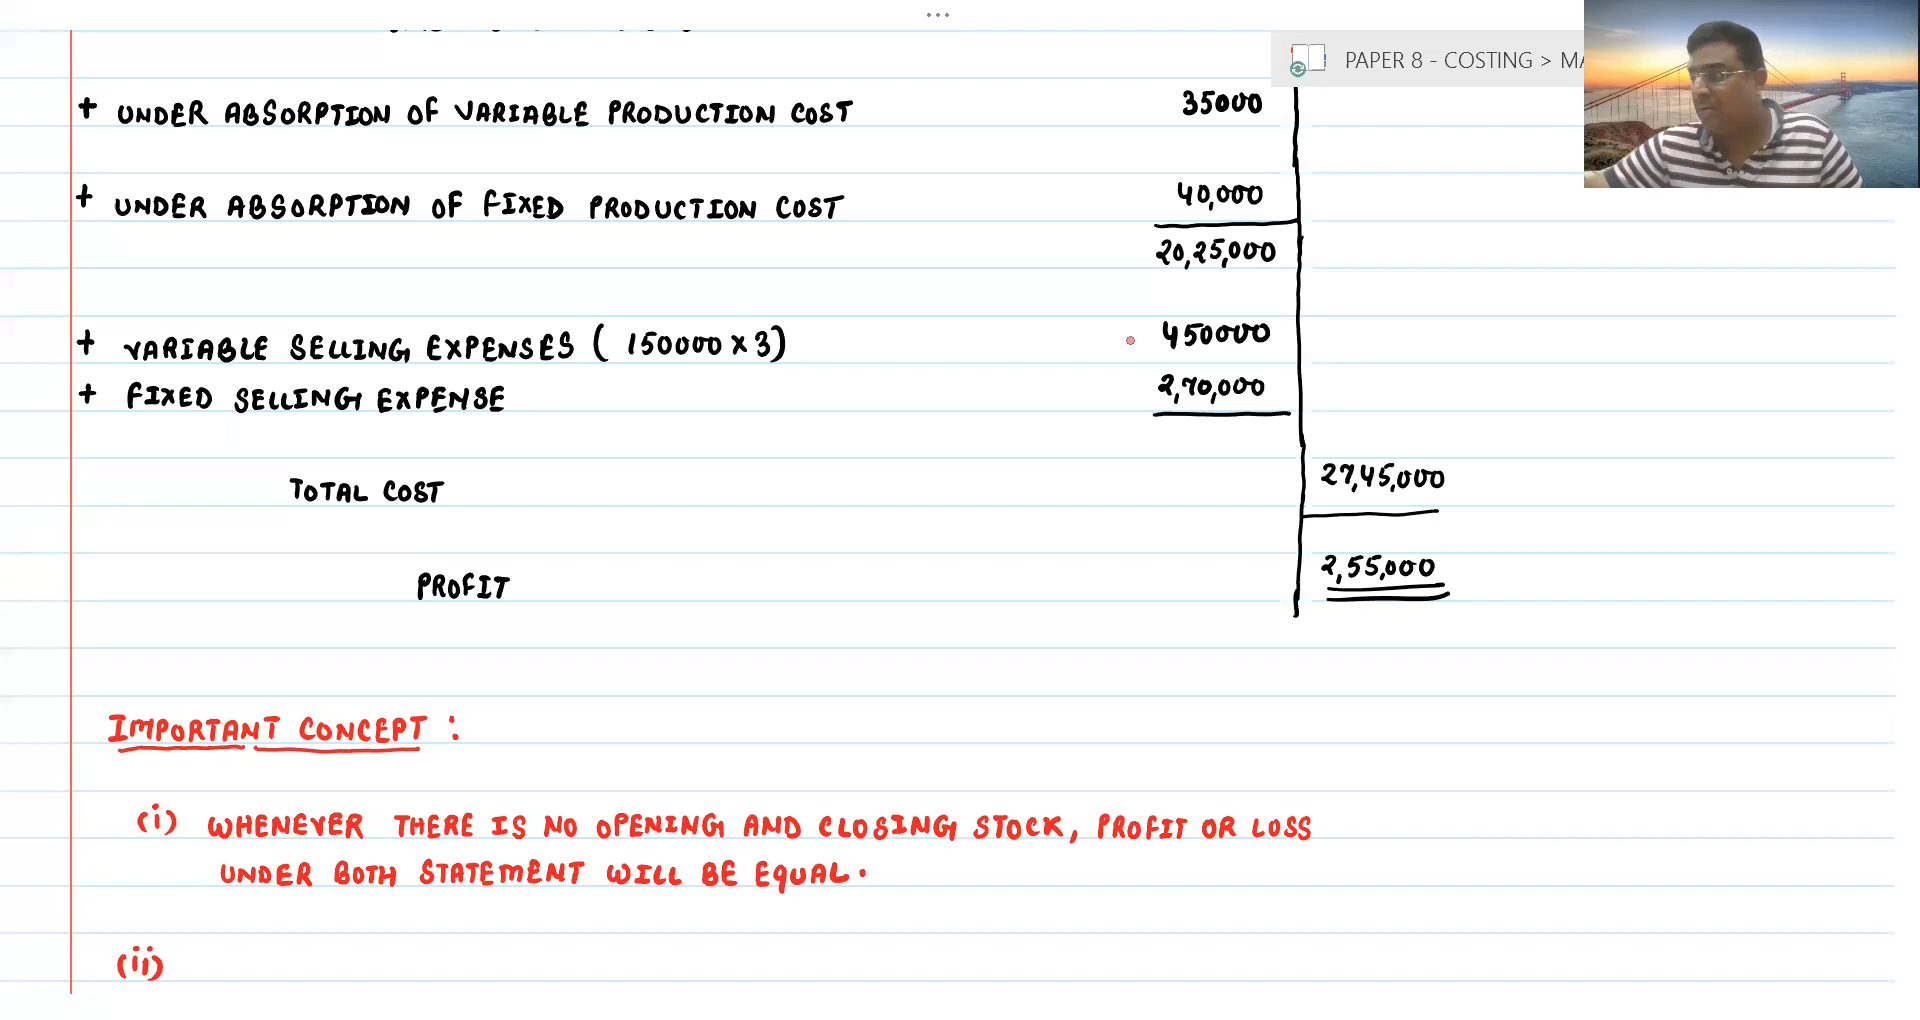 PAPER 8 - COSTING > MA
+ UNDER ABSORPTION OF VARIABLE PRODUCTION COST 35000
+ UNDER ABSORPTION OF FIXED PRODUCTION COST 40,000
20,25,000
+ VARIABLE SELLING EXPENSES ( 150000 x 3) 450000
+ FIXED SELLING EXPENSE 2,70,000
TOTAL COST 27,45,000
PROFIT 2,55,000
IMPORTANT CONCEPT :
(i) WHENEVER THERE IS NO OPENING AND CLOSING STOCK, PROFIT OR LOSS
UNDER BOTH STATEMENT WILL BE EQUAL.
(ii)